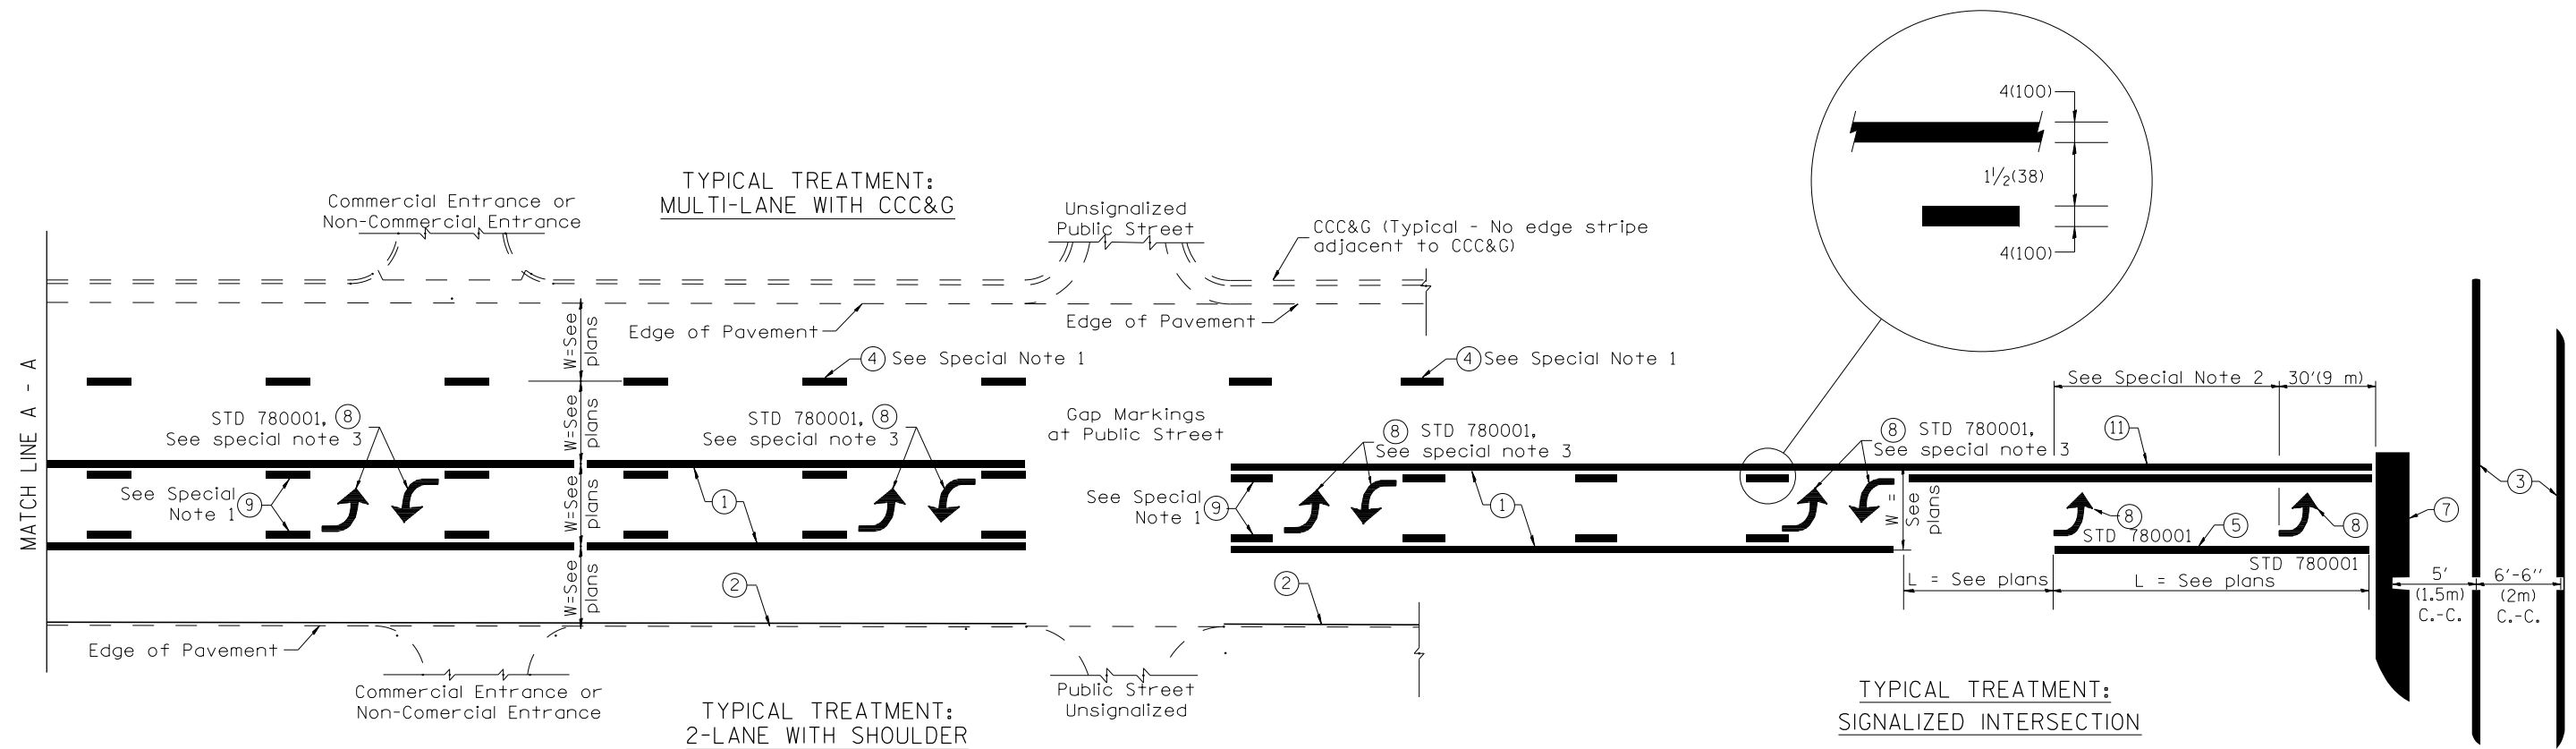 TYPICAL TREATMENT:
MULTI-LANE WITH CCC&G
Commercial Entrance or
Non-Commercial Entrance
Unsignalized
Public Street
CCC&G (Typical - No edge stripe
adjacent to CCC&G)
4(100)
1 1/2(38)
4(100)
Edge of Pavement
Edge of Pavement
MATCH LINE A - A
W=See
plans
W=See
plans
W=See
plans
W=See
plans
4 See Special Note 1
4 See Special Note 1
STD 780001, 8
See special note 3
STD 780001, 8
See special note 3
Gap Markings
at Public Street
8 STD 780001,
See special note 3
8 STD 780001,
See special note 3
See Special Note 2
30'(9 m)
11
See Special
Note 1
9
1
See Special
Note 1
9
1
W =
See
plans
8
STD 780001
5
8
STD 780001
7
3
L = See plans
L = See plans
5'
(1.5m)
C.-C.
6'-6''
(2m)
C.-C.
2
2
Edge of Pavement
Commercial Entrance or
Non-Comercial Entrance
Public Street
Unsignalized
TYPICAL TREATMENT:
2-LANE WITH SHOULDER
TYPICAL TREATMENT:
SIGNALIZED INTERSECTION